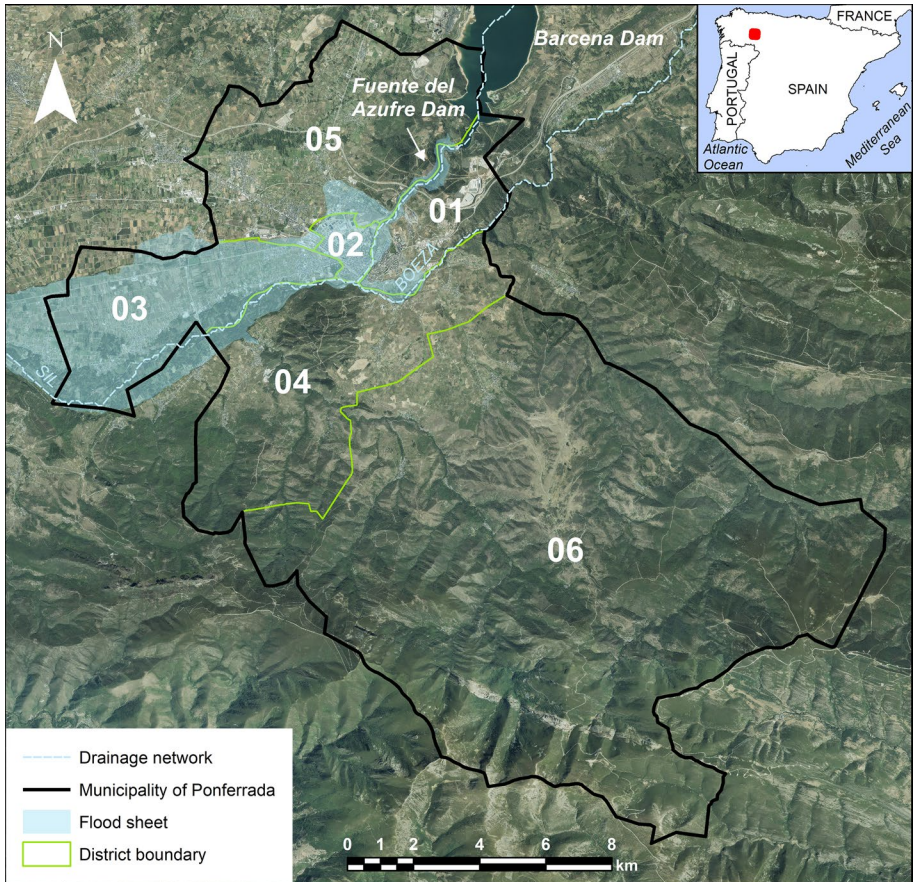 N
Barcena Dam
Fuente del
Azufre Dam
05
01
02
BOEZA
03
SIL
04
06
FRANCE
PORTUGAL
SPAIN
Atlantic
Ocean
Mediterranean
Sea
Drainage network
Municipality of Ponferrada
Flood sheet
District boundary
0 1 2 4 6 8
km